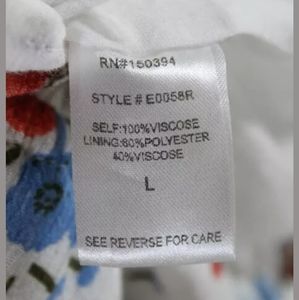 RN#150394
STYLE # E0058R
SELF:100%VISCOSE
LINING:60%POLYESTER
40%VISCOSE
L
SEE REVERSE FOR CARE